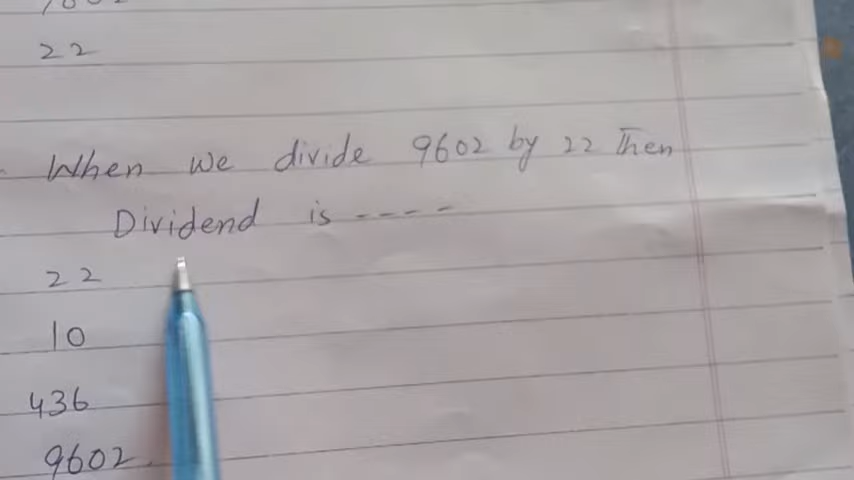 22
When we divide 9602 by 22 Then
Dividend is ----
22
10
436
9602.